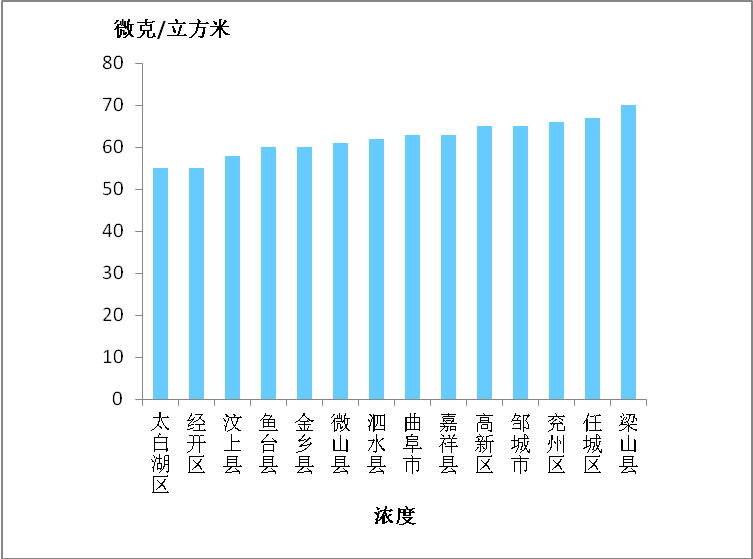 微克/立方米
80
70
60
50
40
30
20
10
0
太白湖区
经开区
汶上县
鱼台县
金乡县
微山县
泗水县
曲阜市
嘉祥县
高新区
邹城市
兖州区
任城区
梁山县
浓度